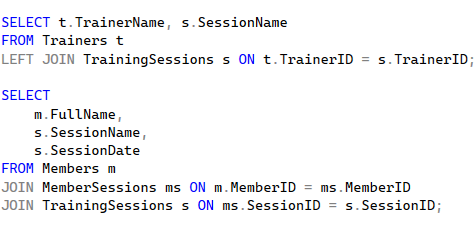 SELECT t.TrainerName, s.SessionName
FROM Trainers t
LEFT JOIN TrainingSessions s ON t.TrainerID = s.TrainerID;

SELECT
    m.FullName,
    s.SessionName,
    s.SessionDate
FROM Members m
JOIN MemberSessions ms ON m.MemberID = ms.MemberID
JOIN TrainingSessions s ON ms.SessionID = s.SessionID;